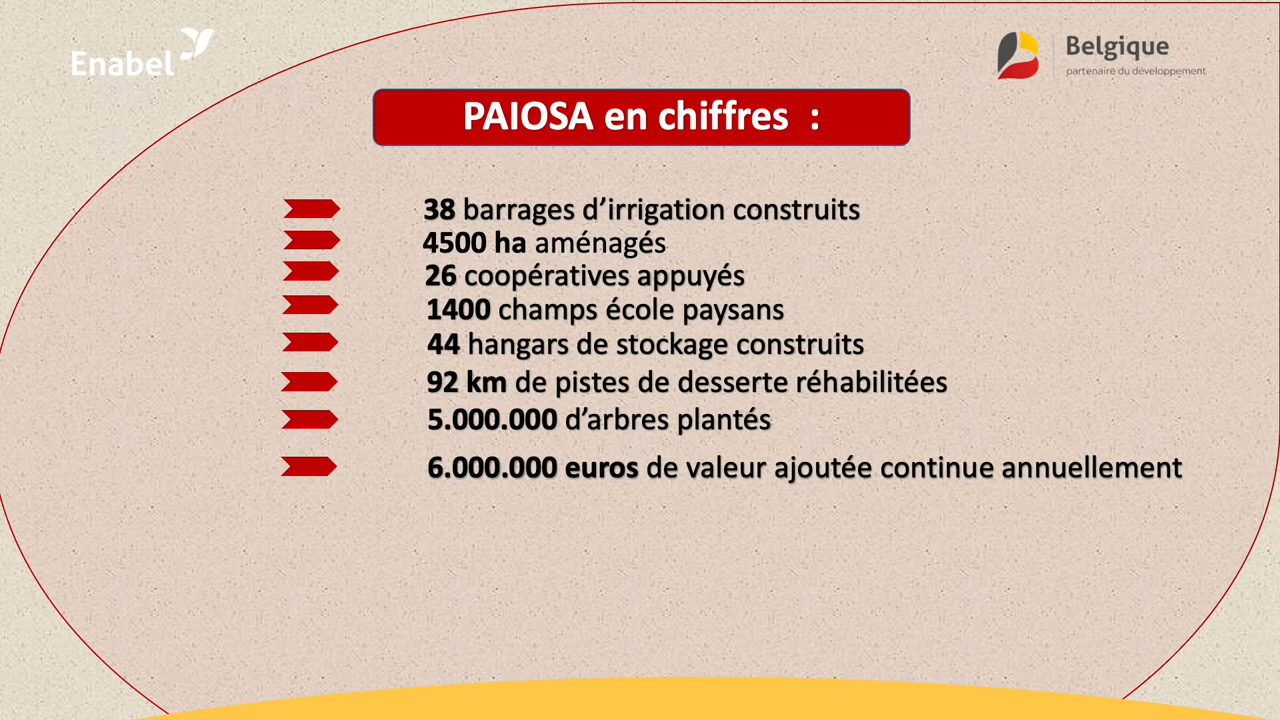 Enabel
Belgique
partenaire du développement
PAIOSA en chiffres :
38 barrages d’irrigation construits
4500 ha aménagés
26 coopératives appuyés
1400 champs école paysans
44 hangars de stockage construits
92 km de pistes de desserte réhabilitées
5.000.000 d’arbres plantés
6.000.000 euros de valeur ajoutée continue annuellement